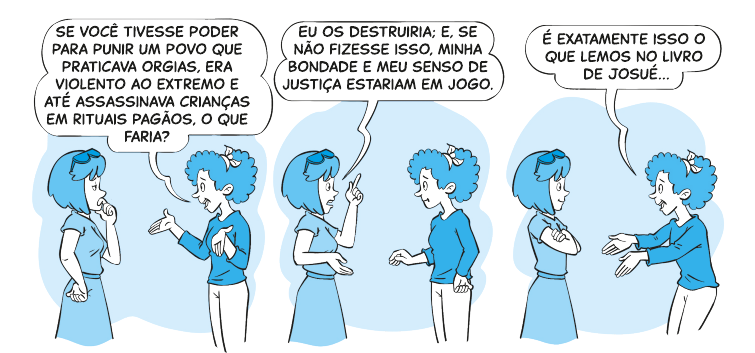 SE VOCÊ TIVESSE PODER
PARA PUNIR UM POVO QUE
PRATICAVA ORGIAS, ERA
VIOLENTO AO EXTREMO E
ATÉ ASSASSINAVA CRIANÇAS
EM RITUAIS PAGÃOS, O QUE
FARIA?
EU OS DESTRUIRIA; E, SE
NÃO FIZESSE ISSO, MINHA
BONDADE E MEU SENSO DE
JUSTIÇA ESTARIAM EM JOGO.
É EXATAMENTE ISSO O
QUE LEMOS NO LIVRO
DE JOSUÉ...